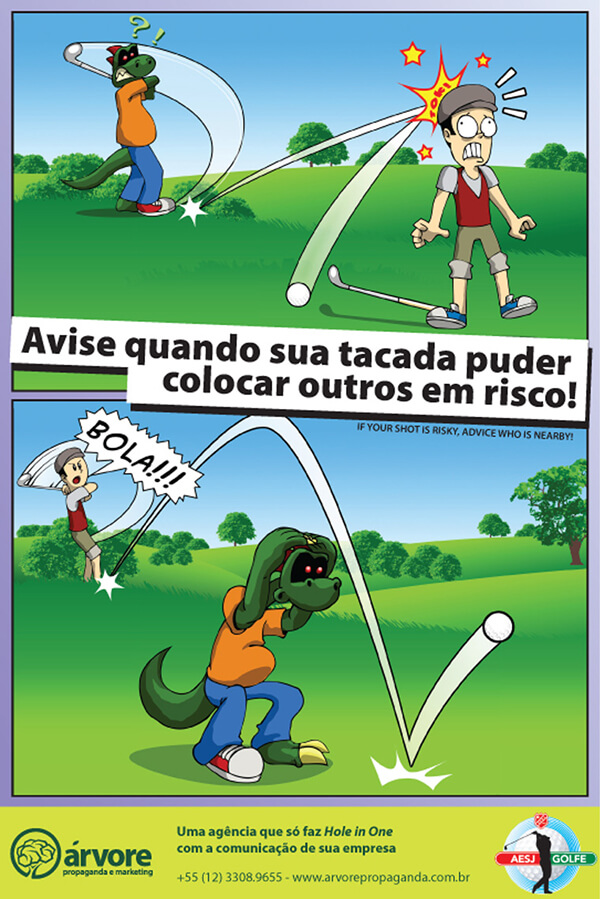 ?!
Tok!
Avise quando sua tacada puder
colocar outros em risco!
IF YOUR SHOT IS RISKY, ADVICE WHO IS NEARBY!
BOLA!!!
árvore
propaganda e marketing
Uma agência que só faz Hole in One
com a comunicação de sua empresa
+55 (12) 3308.9655 - www.arvorepropaganda.com.br
AESJ GOLFE